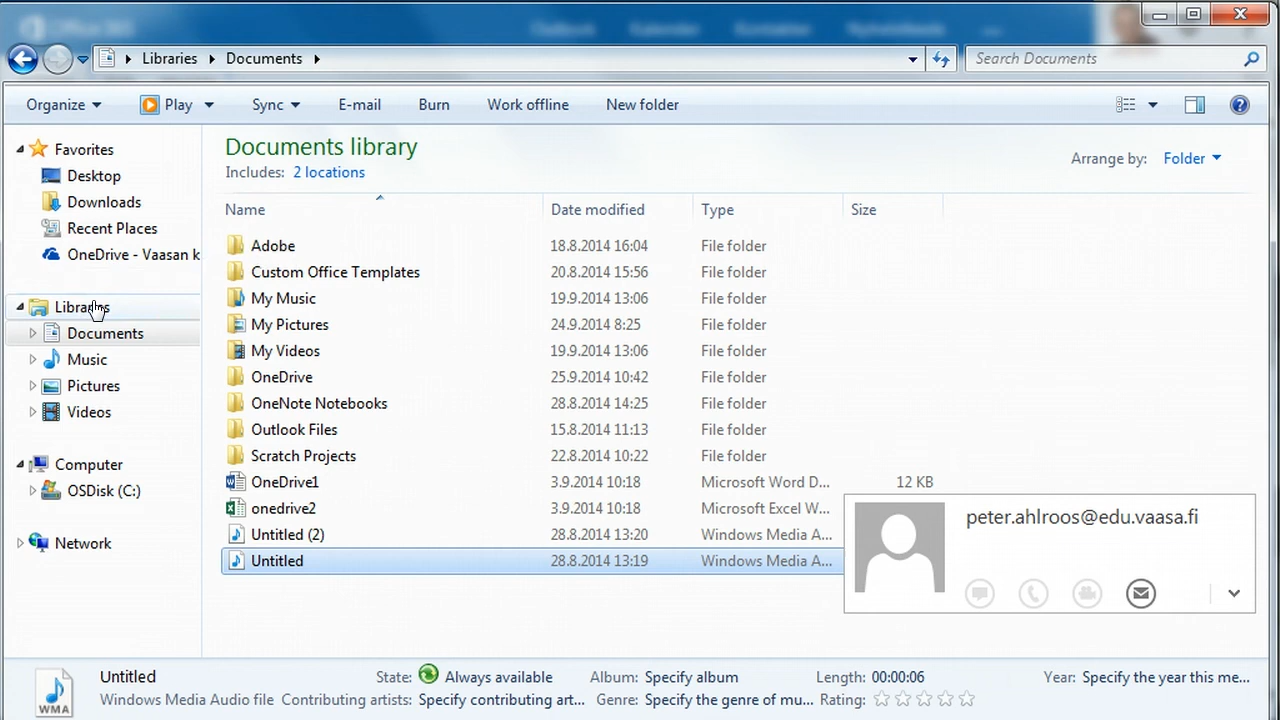 Libraries Documents Search Documents
Organize Play Sync E-mail Burn Work offline New folder
Favorites
Desktop
Downloads
Recent Places
OneDrive - Vaasan k
Libraries
Documents
Music
Pictures
Videos
Computer
OSDisk (C:)
Network
Documents library
Includes: 2 locations
Arrange by: Folder
Name Date modified Type Size
Adobe 18.8.2014 16:04 File folder
Custom Office Templates 20.8.2014 15:56 File folder
My Music 19.9.2014 13:06 File folder
My Pictures 24.9.2014 8:25 File folder
My Videos 19.9.2014 13:06 File folder
OneDrive 25.9.2014 10:42 File folder
OneNote Notebooks 28.8.2014 14:25 File folder
Outlook Files 15.8.2014 11:13 File folder
Scratch Projects 22.8.2014 10:22 File folder
OneDrive1 3.9.2014 10:18 Microsoft Word D... 12 KB
onedrive2 3.9.2014 10:18 Microsoft Excel W...
Untitled (2) 28.8.2014 13:20 Windows Media A...
Untitled 28.8.2014 13:19 Windows Media A...
peter.ahlroos@edu.vaasa.fi
WMA
Untitled State: Always available Album: Specify album Length: 00:00:06 Year: Specify the year this me...
Windows Media Audio file Contributing artists: Specify contributing art... Genre: Specify the genre of mu... Rating: